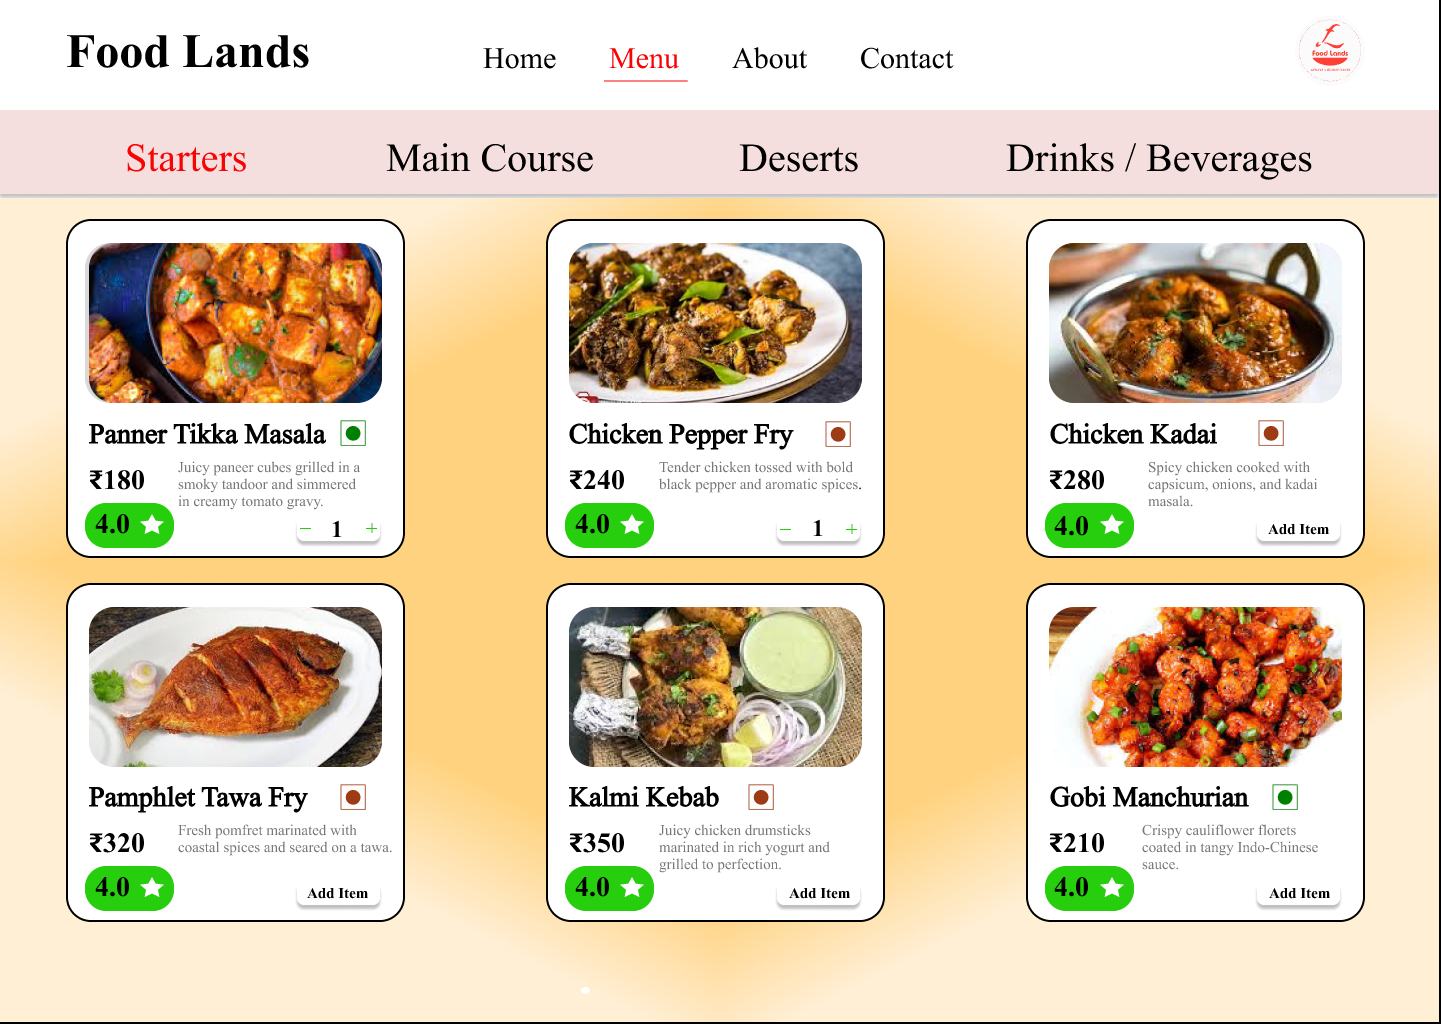 Food Lands
Home Menu About Contact
Food Lands
Starters Main Course Deserts Drinks / Beverages
Panner Tikka Masala
₹180
Juicy paneer cubes grilled in a
smoky tandoor and simmered
in creamy tomato gravy.
4.0
− 1 +
Chicken Pepper Fry
₹240
Tender chicken tossed with bold
black pepper and aromatic spices.
4.0
− 1 +
Chicken Kadai
₹280
Spicy chicken cooked with
capsicum, onions, and kadai
masala.
4.0
Add Item
Pamphlet Tawa Fry
₹320
Fresh pomfret marinated with
coastal spices and seared on a tawa.
4.0
Add Item
Kalmi Kebab
₹350
Juicy chicken drumsticks
marinated in rich yogurt and
grilled to perfection.
4.0
Add Item
Gobi Manchurian
₹210
Crispy cauliflower florets
coated in tangy Indo-Chinese
sauce.
4.0
Add Item